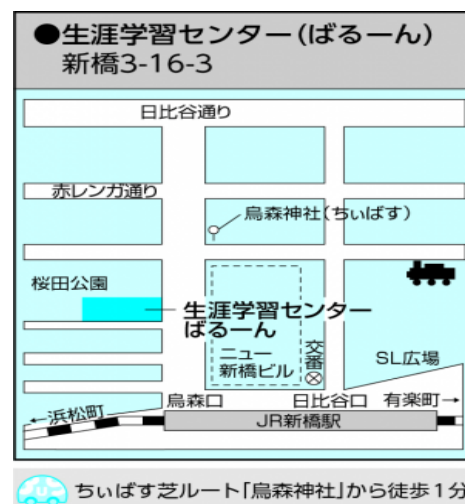 ●生涯学習センター(ばるーん)
新橋3-16-3
日比谷通り
赤レンガ通り
烏森神社(ちぃばす)
桜田公園
生涯学習センター
ばるーん
ニュー
新橋ビル
交番
SL広場
烏森口
日比谷口
有楽町→
←浜松町
JR新橋駅
ちぃばす芝ルート「烏森神社」から徒歩1分